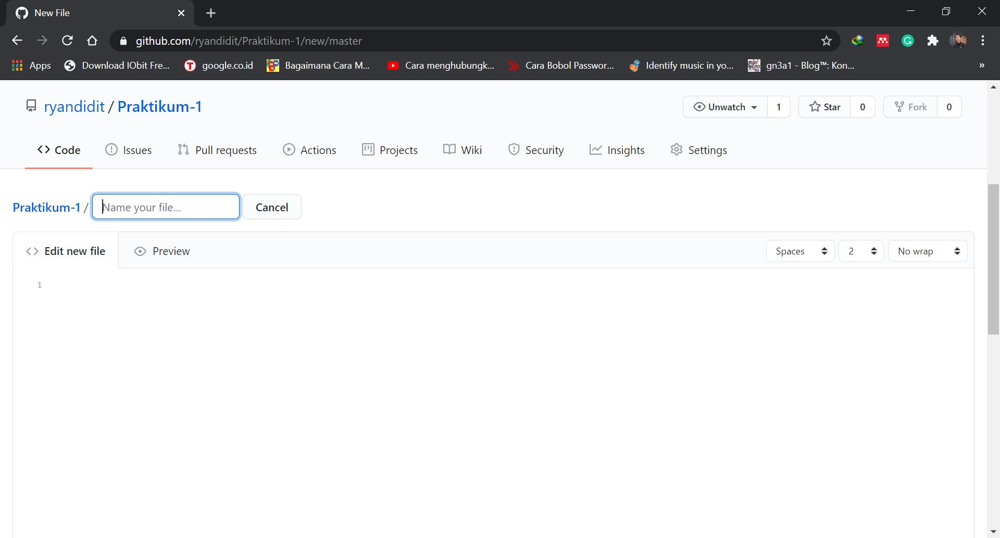 New File
github.com/ryandidit/Praktikum-1/new/master
Apps Download IObit Fre... google.co.id Bagaimana Cara M... Cara menghubungk... Cara Bobol Passwor... Identify music in yo... gn3a1 - Blog™: Kon... »
ryandidit / Praktikum-1 Unwatch 1 Star 0 Fork 0
Code Issues Pull requests Actions Projects Wiki Security Insights Settings
Praktikum-1 / Name your file... Cancel
Edit new file Preview Spaces 2 No wrap
1